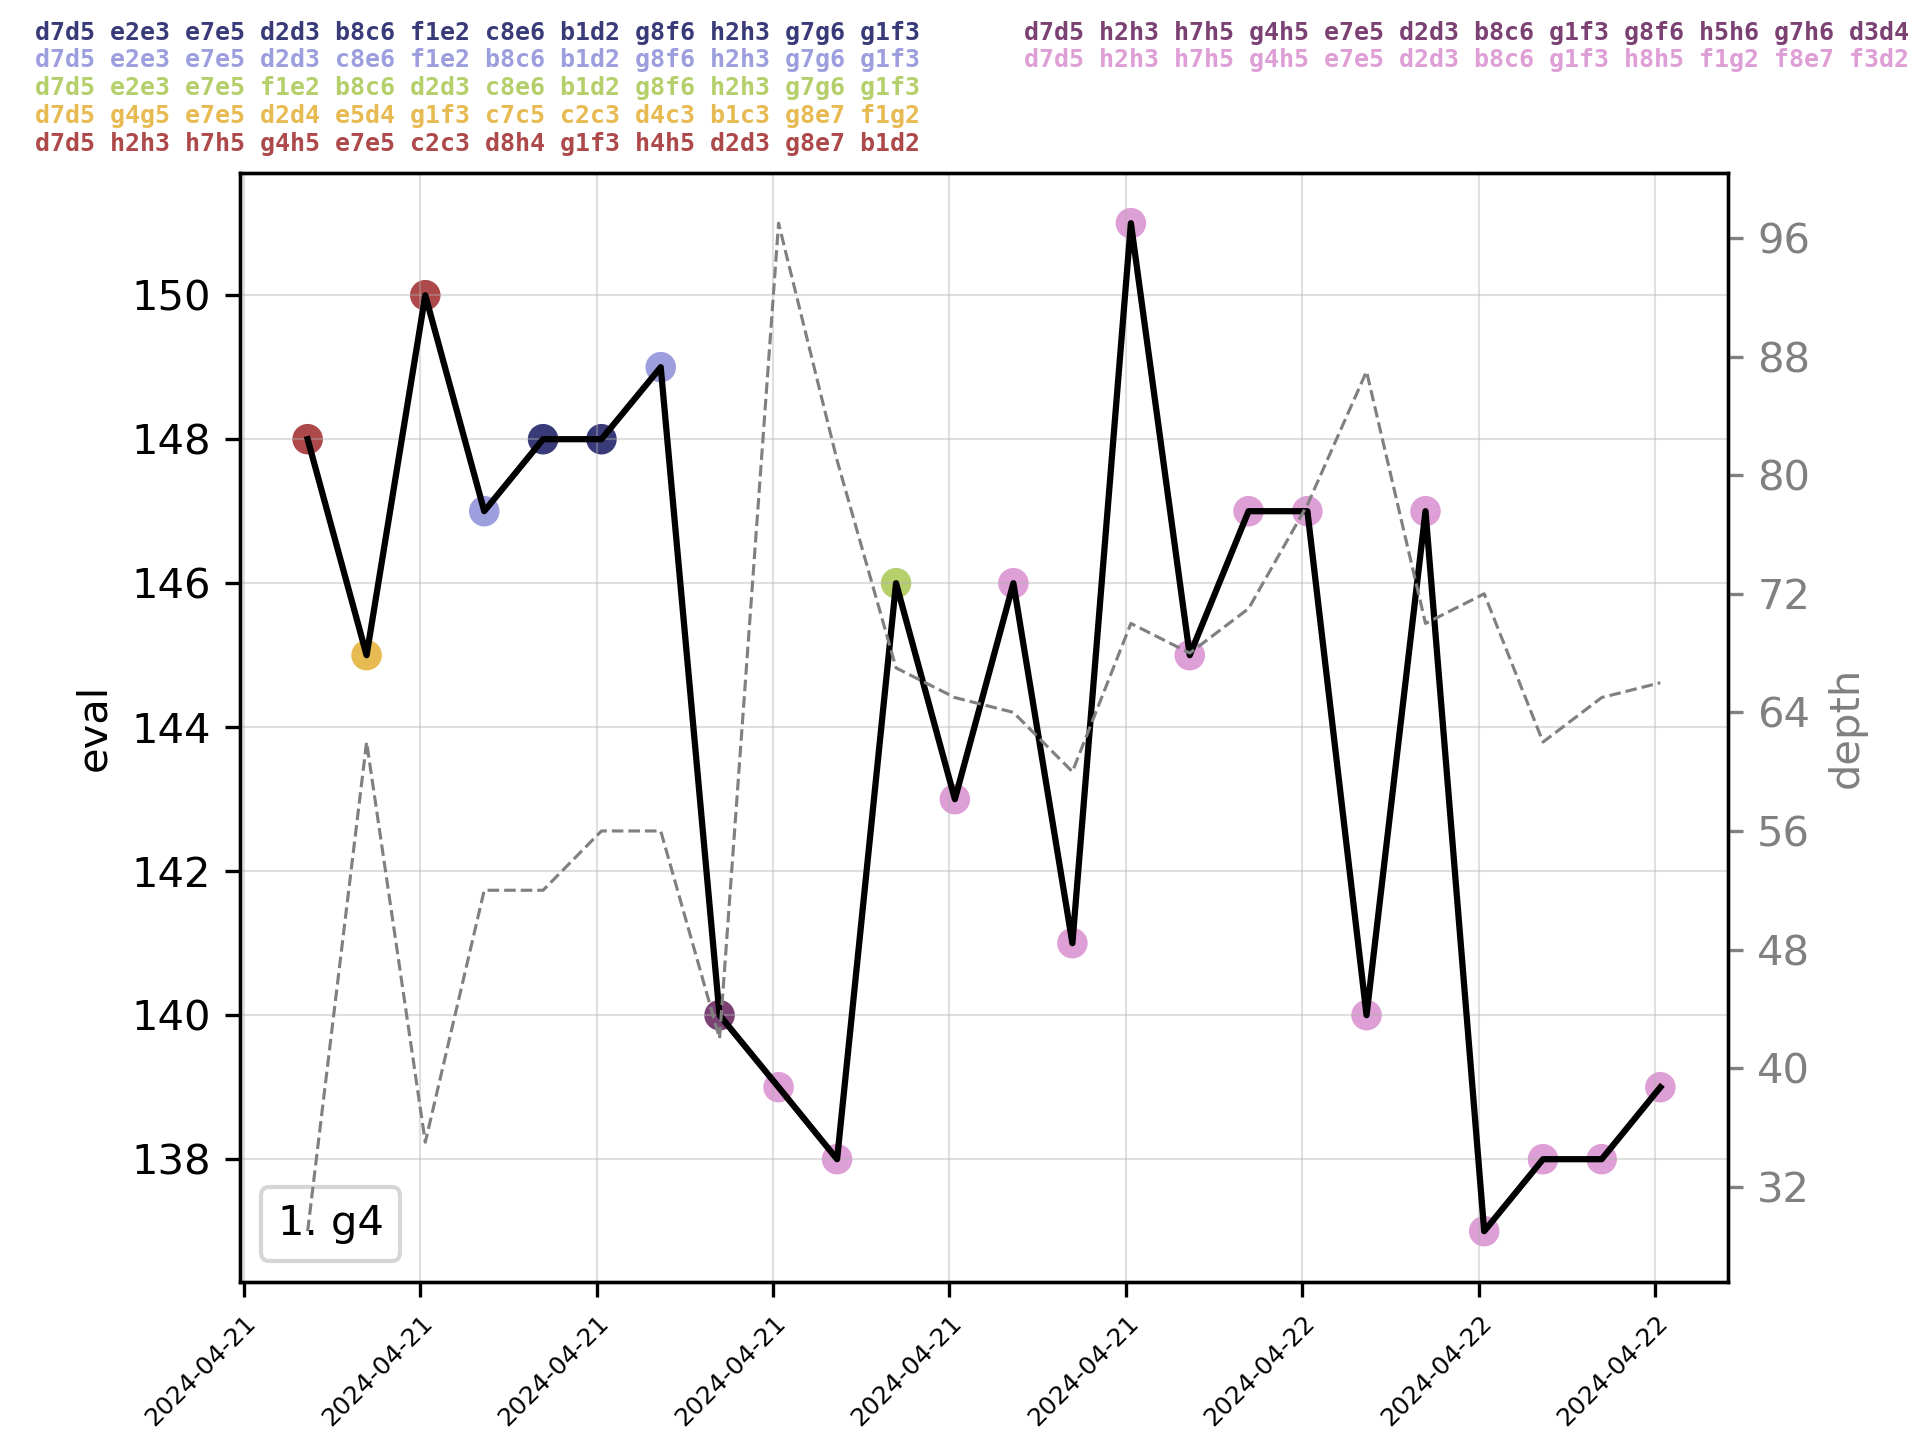 d7d5 e2e3 e7e5 d2d3 b8c6 f1e2 c8e6 b1d2 g8f6 h2h3 g7g6 g1f3
d7d5 e2e3 e7e5 d2d3 c8e6 f1e2 b8c6 b1d2 g8f6 h2h3 g7g6 g1f3
d7d5 e2e3 e7e5 f1e2 b8c6 d2d3 c8e6 b1d2 g8f6 h2h3 g7g6 g1f3
d7d5 g4g5 e7e5 d2d4 e5d4 g1f3 c7c5 c2c3 d4c3 b1c3 g8e7 f1g2
d7d5 h2h3 h7h5 g4h5 e7e5 c2c3 d8h4 g1f3 h4h5 d2d3 g8e7 b1d2
d7d5 h2h3 h7h5 g4h5 e7e5 d2d3 b8c6 g1f3 g8f6 h5h6 g7h6 d3d4
d7d5 h2h3 h7h5 g4h5 e7e5 d2d3 b8c6 g1f3 h8h5 f1g2 f8e7 f3d2
150
148
146
144
142
140
138
eval
96
88
80
72
64
56
48
40
32
depth
1. g4
2024-04-21
2024-04-21
2024-04-21
2024-04-21
2024-04-21
2024-04-21
2024-04-22
2024-04-22
2024-04-22